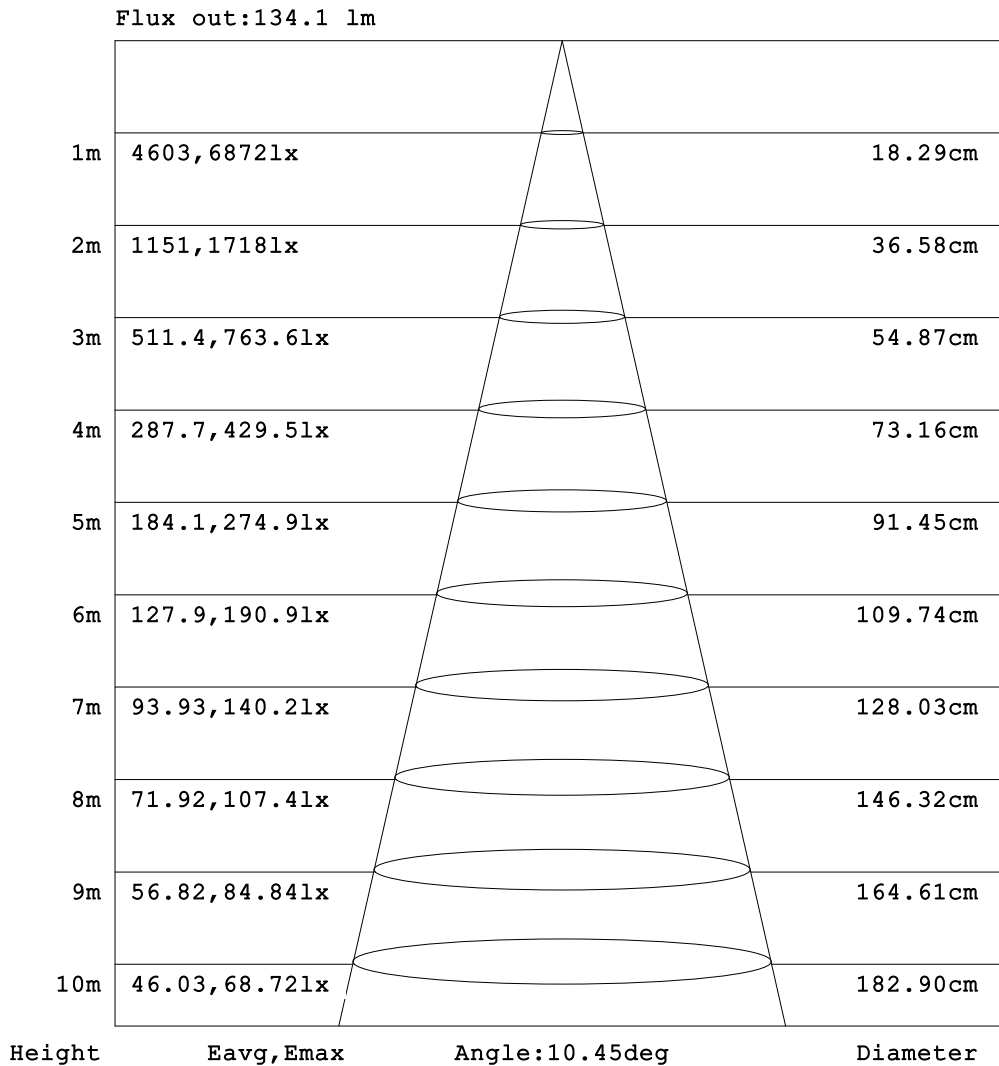 Flux out:134.1 lm
1m 4603,6872lx 18.29cm
2m 1151,1718lx 36.58cm
3m 511.4,763.6lx 54.87cm
4m 287.7,429.5lx 73.16cm
5m 184.1,274.9lx 91.45cm
6m 127.9,190.9lx 109.74cm
7m 93.93,140.2lx 128.03cm
8m 71.92,107.4lx 146.32cm
9m 56.82,84.84lx 164.61cm
10m 46.03,68.72lx 182.90cm
Height Eavg,Emax Angle:10.45deg Diameter